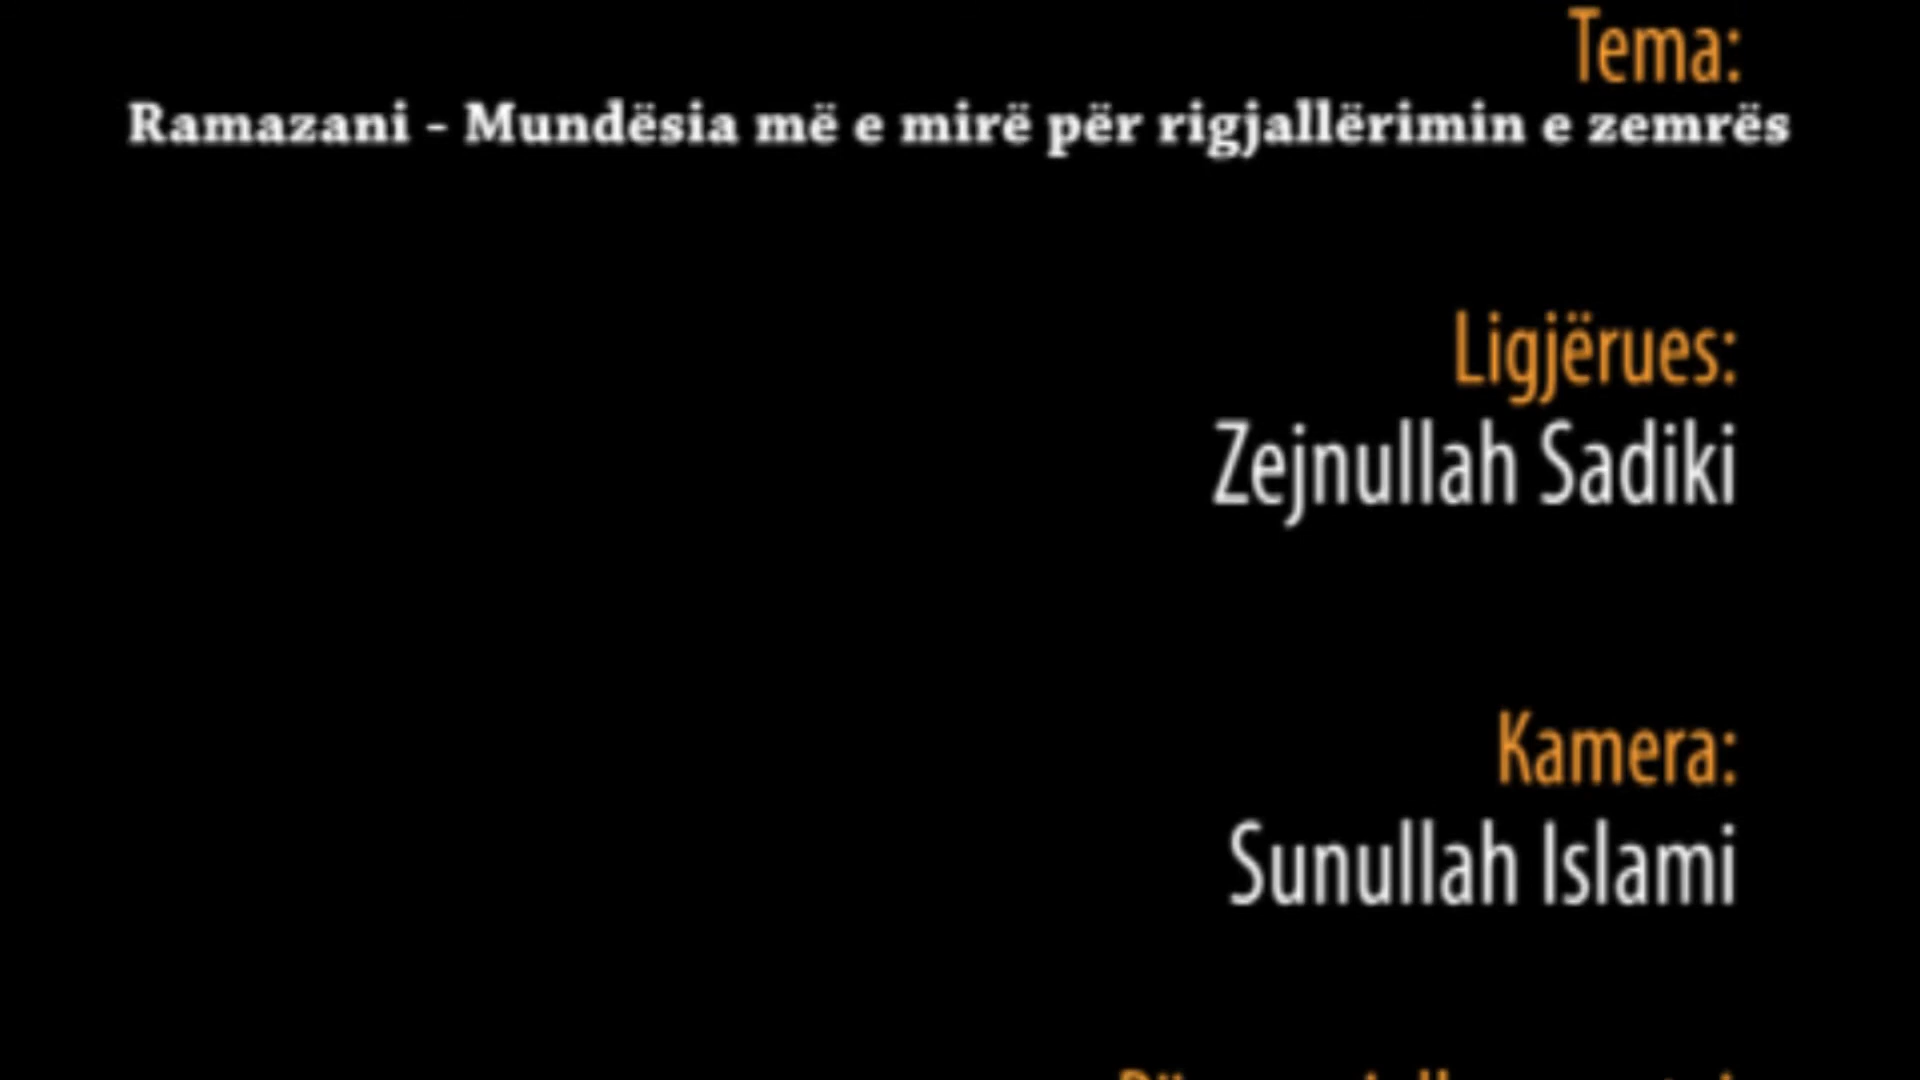 Tema:
Ramazani - Mundësia më e mirë për rigjallërimin e zemrës
Ligjërues:
Zejnullah Sadiki
Kamera:
Sunullah Islami